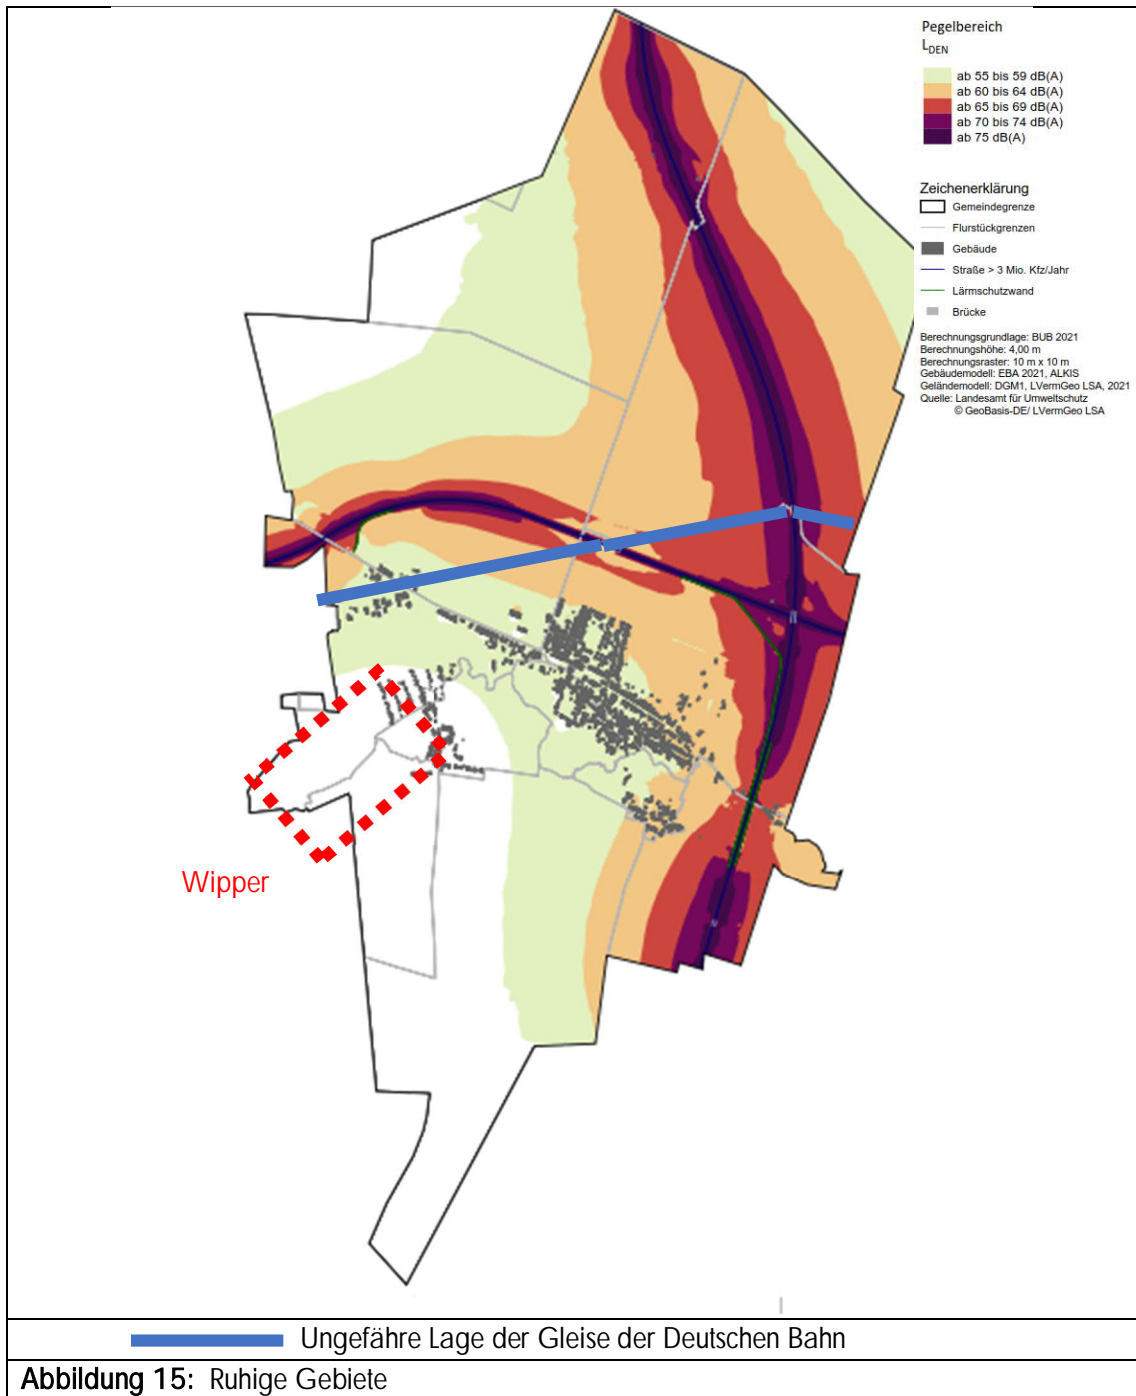 Pegelbereich
LDEN
ab 55 bis 59 dB(A)
ab 60 bis 64 dB(A)
ab 65 bis 69 dB(A)
ab 70 bis 74 dB(A)
ab 75 dB(A)
Zeichenerklärung
Gemeindegrenze
Flurstückgrenzen
Gebäude
Straße > 3 Mio. Kfz/Jahr
Lärmschutzwand
Brücke
Berechnungsgrundlage: BUB 2021
Berechnungshöhe: 4,00 m
Berechnungsraster: 10 m x 10 m
Gebäudemodell: EBA 2021, ALKIS
Geländemodell: DGM1, LVermGeo LSA, 2021
Quelle: Landesamt für Umweltschutz
© GeoBasis-DE/ LVermGeo LSA
Wipper
Ungefähre Lage der Gleise der Deutschen Bahn
Abbildung 15: Ruhige Gebiete